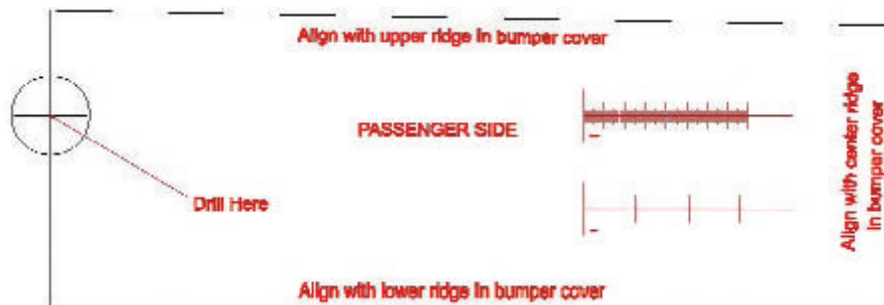 Align with upper ridge in bumper cover
PASSENGER SIDE
Drill Here
Align with center ridge
in bumper cover
Align with lower ridge in bumper cover